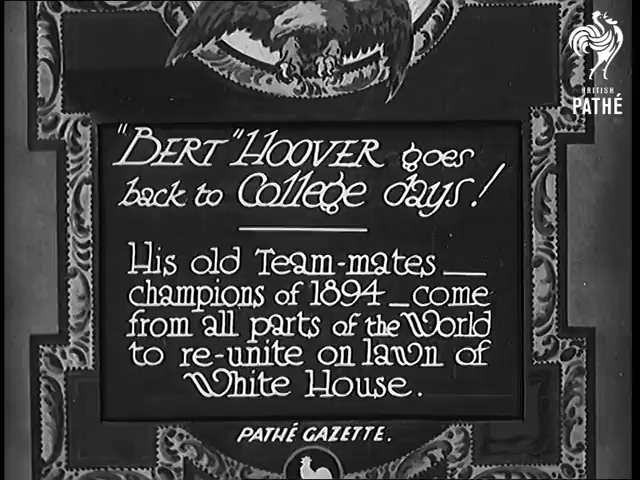 BRITISH
PATHÉ
"BERT" HOOVER goes
back to College days!
His old Team-mates __
champions of 1894 _ come
from all parts of the World
to re-unite on lawn of
White House.
PATHÉ GAZETTE.